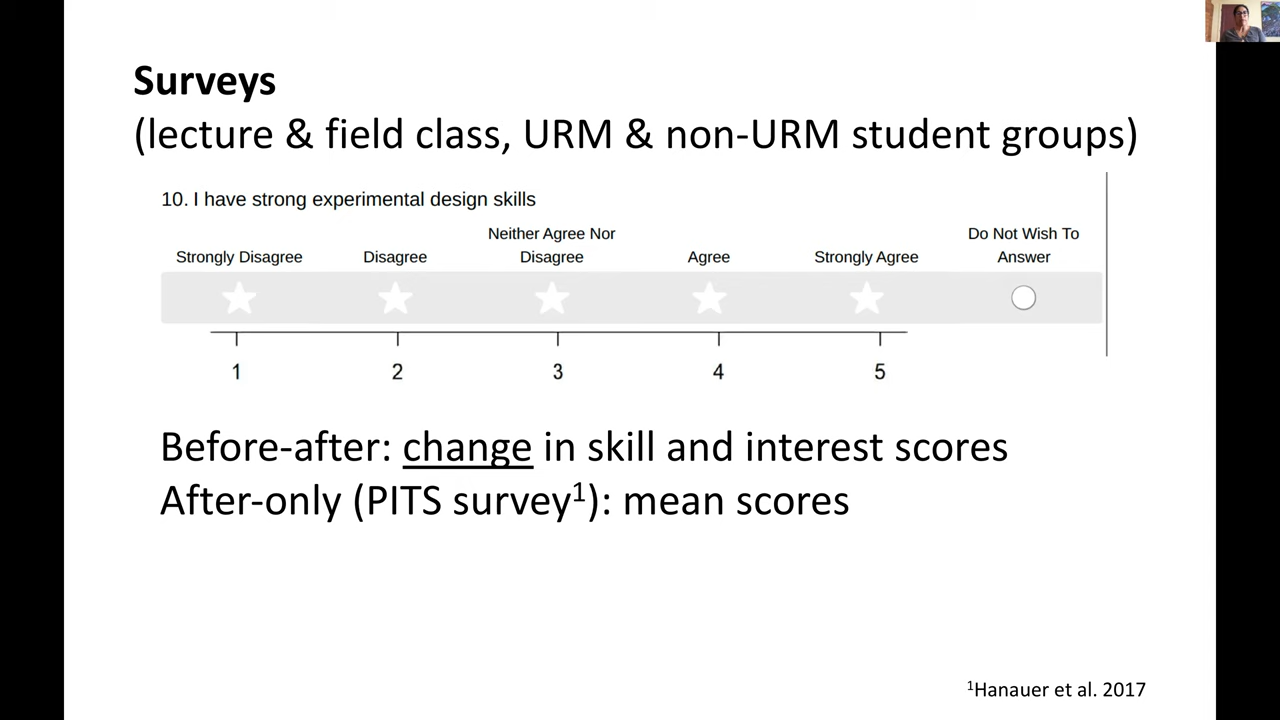 Surveys
(lecture & field class, URM & non-URM student groups)
10. I have strong experimental design skills
Strongly Disagree
Disagree
Neither Agree Nor
Disagree
Agree
Strongly Agree
Do Not Wish To
Answer
1 2 3 4 5
Before-after: change in skill and interest scores
After-only (PITS survey¹): mean scores
¹Hanauer et al. 2017